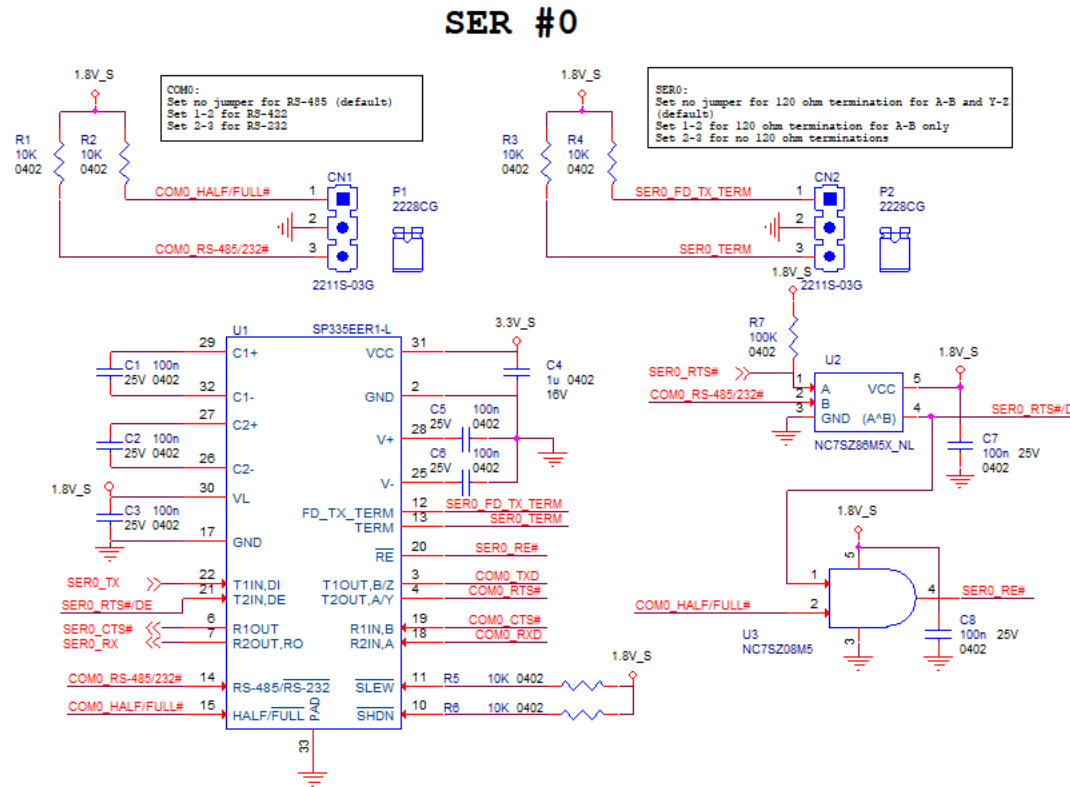 SER #0
1.8V_S
COM0:
Set no jumper for RS-485 (default)
Set 1-2 for RS-422
Set 2-3 for RS-232
R1
10K
0402
R2
10K
0402
COM0_HALF/FULL#
COM0_RS-485/232#
CN1
1
2
3
2211S-03G
P1
2228CG
1.8V_S
SER0:
Set no jumper for 120 ohm termination for A-B and Y-Z
(default)
Set 1-2 for 120 ohm termination for A-B only
Set 2-3 for no 120 ohm terminations
R3
10K
0402
R4
10K
0402
SER0_FD_TX_TERM
SER0_TERM
CN2
1
2
3
2211S-03G
P2
2228CG
U1
SP335EER1-L
29
C1+
C1 100n
25V 0402
32
C1-
27
C2+
C2 100n
25V 0402
26
C2-
1.8V_S
30
VL
C3 100n
25V 0402
17
GND
SER0_TX
22
T1IN,DI
SER0_RTS#/DE
21
T2IN,DE
SER0_CTS#
6
R1OUT
SER0_RX
7
R2OUT,RO
COM0_RS-485/232#
14
RS-485/RS-232
COM0_HALF/FULL#
15
HALF/FULL
PAD
33
VCC
31
3.3V_S
C4
1u 0402
16V
GND
2
C5 100n
25V 0402
V+
28
C6 100n
25V 0402
V-
25
FD_TX_TERM
12
SER0_FD_TX_TERM
TERM
13
SER0_TERM
RE
20
SER0_RE#
T1OUT,B/Z
3
COM0_TXD
T2OUT,A/Y
4
COM0_RTS#
R1IN,B
19
COM0_CTS#
R2IN,A
18
COM0_RXD
SLEW
11
R5 10K 0402
SHDN
10
R6 10K 0402
1.8V_S
1.8V_S
R7
100K
0402
SER0_RTS#
COM0_RS-485/232#
U2
1
A
2
B
3
GND
VCC
5
(A^B)
4
NC7SZ86M5X_NL
1.8V_S
SER0_RTS#/D
C7
100n 25V
0402
1.8V_S
5
1
COM0_HALF/FULL#
2
4
SER0_RE#
3
U3
NC7SZ08M5
C8
100n 25V
0402